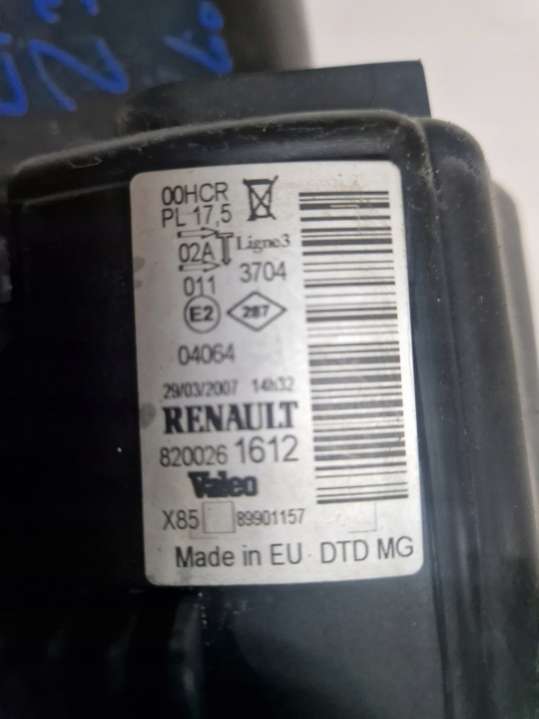 00HCR
PL 17,5
02A Ligne3
011 3704
E2 287
04064
29/03/2007 14h32
RENAULT
820026 1612
Valeo
X85 89901157
Made in EU · DTD MG